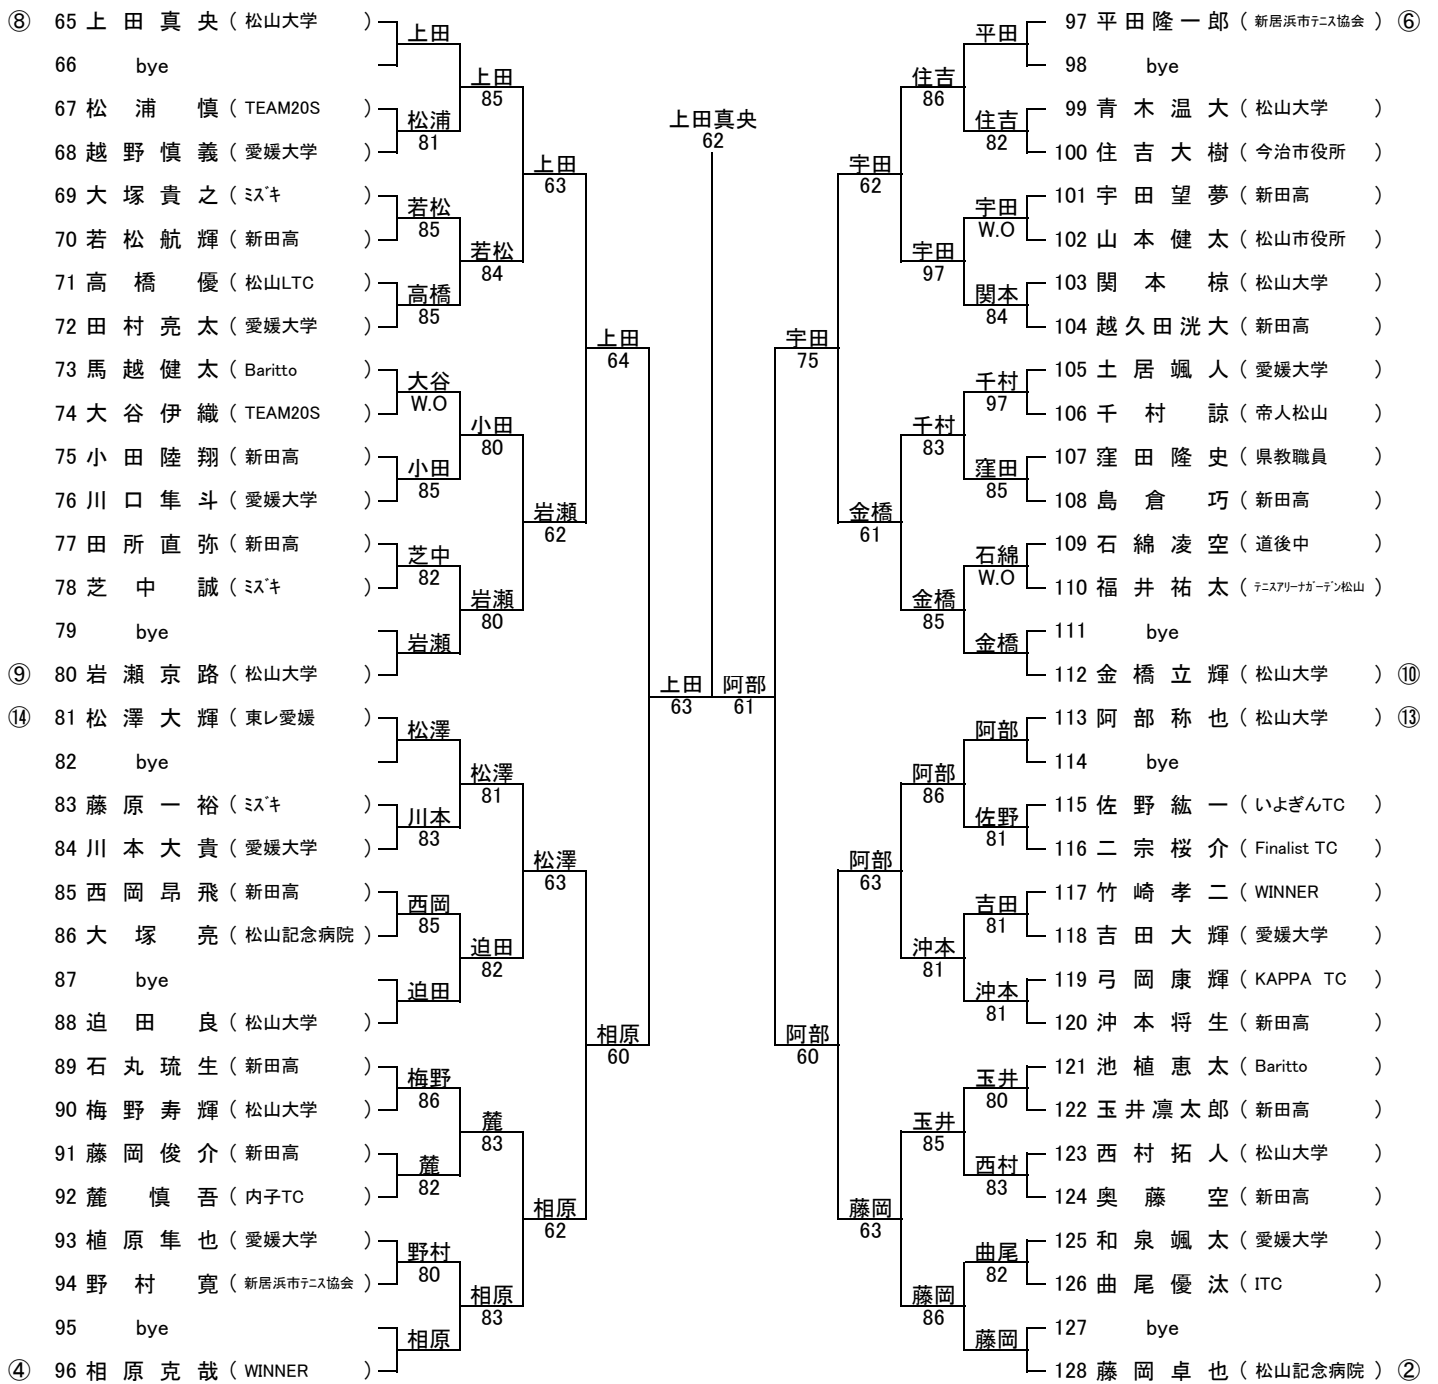 ⑧ 65 上田真央 ( 松山大学 )
66 bye
67 松浦慎 ( TEAM20S )
68 越野慎義 ( 愛媛大学 )
69 大塚貴之 ( ミズキ )
70 若松航輝 ( 新田高 )
71 高橋優 ( 松山LTC )
72 田村亮太 ( 愛媛大学 )
73 馬越健太 ( Baritto )
74 大谷伊織 ( TEAM20S )
75 小田陸翔 ( 新田高 )
76 川口隼斗 ( 愛媛大学 )
77 田所直弥 ( 新田高 )
78 芝中誠 ( ミズキ )
79 bye
⑨ 80 岩瀬京路 ( 松山大学 )
⑭ 81 松澤大輝 ( 東レ愛媛 )
82 bye
83 藤原一裕 ( ミズキ )
84 川本大貴 ( 愛媛大学 )
85 西岡昂飛 ( 新田高 )
86 大塚亮 ( 松山記念病院 )
87 bye
88 迫田良 ( 松山大学 )
89 石丸琉生 ( 新田高 )
90 梅野寿輝 ( 松山大学 )
91 藤岡俊介 ( 新田高 )
92 麓慎吾 ( 内子TC )
93 植原隼也 ( 愛媛大学 )
94 野村寛 ( 新居浜市テニス協会 )
95 bye
④ 96 相原克哉 ( WINNER )
上田
松浦
81
若松
85
高橋
85
大谷
W.O
小田
85
芝中
82
岩瀬
松澤
川本
83
西岡
85
迫田
梅野
86
麓
82
野村
80
相原
上田
85
若松
84
小田
80
岩瀬
80
松澤
81
迫田
82
麓
83
相原
83
上田
63
岩瀬
62
松澤
63
相原
62
上田
64
相原
60
上田
63
上田真央
62
阿部
61
宇田
75
阿部
60
宇田
62
金橋
61
阿部
63
藤岡
63
住吉
86
宇田
97
千村
83
金橋
85
阿部
86
沖本
81
玉井
85
藤岡
86
平田
住吉
82
宇田
W.O
関本
84
千村
97
窪田
85
石綿
W.O
金橋
阿部
佐野
81
吉田
81
沖本
81
玉井
80
西村
83
曲尾
82
藤岡
97 平田隆一郎 ( 新居浜市テニス協会 ) ⑥
98 bye
99 青木温大 ( 松山大学 )
100 住吉大樹 ( 今治市役所 )
101 宇田望夢 ( 新田高 )
102 山本健太 ( 松山市役所 )
103 関本椋 ( 松山大学 )
104 越久田洸大 ( 新田高 )
105 土居颯人 ( 愛媛大学 )
106 千村諒 ( 帝人松山 )
107 窪田隆史 ( 県教職員 )
108 島倉巧 ( 新田高 )
109 石綿凌空 ( 道後中 )
110 福井祐太 ( テニスアリーナガーデン松山 )
111 bye
112 金橋立輝 ( 松山大学 ) ⑩
113 阿部称也 ( 松山大学 ) ⑬
114 bye
115 佐野紘一 ( いよぎんTC )
116 二宗桜介 ( Finalist TC )
117 竹崎孝二 ( WINNER )
118 吉田大輝 ( 愛媛大学 )
119 弓岡康輝 ( KAPPA TC )
120 沖本将生 ( 新田高 )
121 池植恵太 ( Baritto )
122 玉井凛太郎 ( 新田高 )
123 西村拓人 ( 松山大学 )
124 奥藤空 ( 新田高 )
125 和泉颯太 ( 愛媛大学 )
126 曲尾優汰 ( ITC )
127 bye
128 藤岡卓也 ( 松山記念病院 ) ②